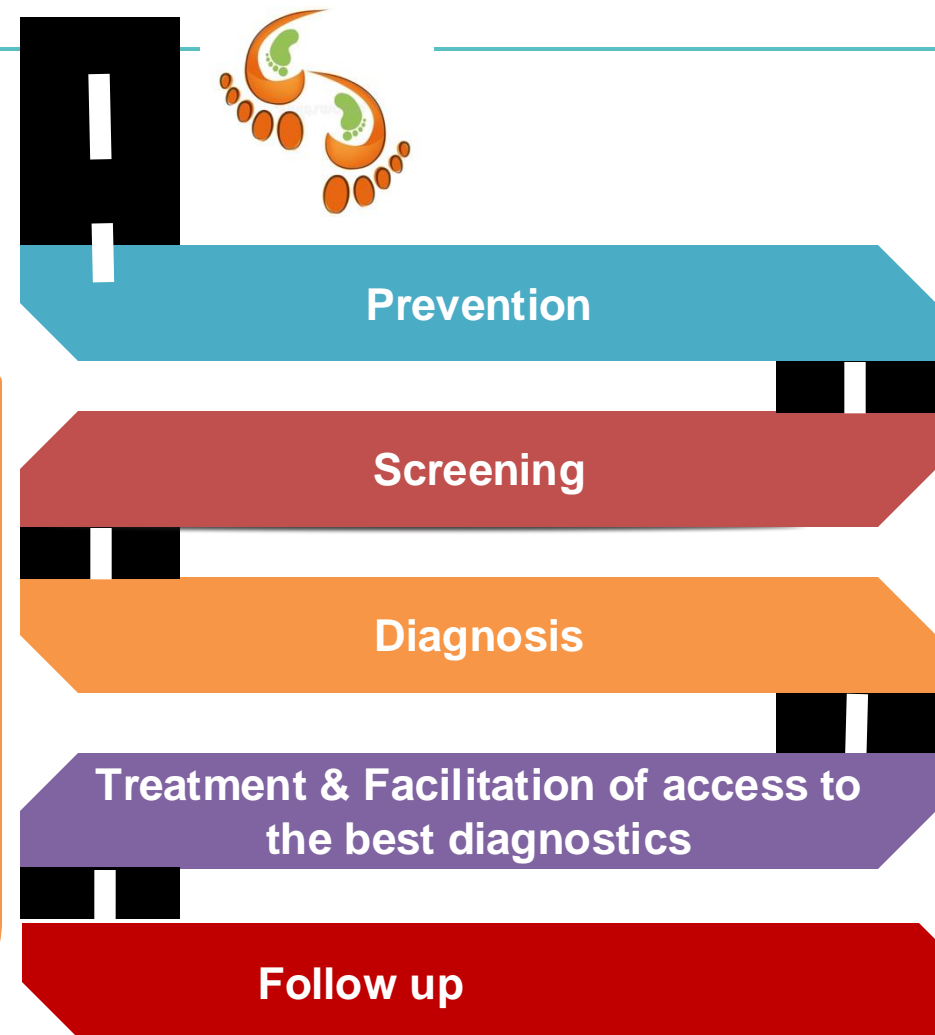 Prevention
Screening
Diagnosis
Treatment & Facilitation of access to
the best diagnostics
Follow up